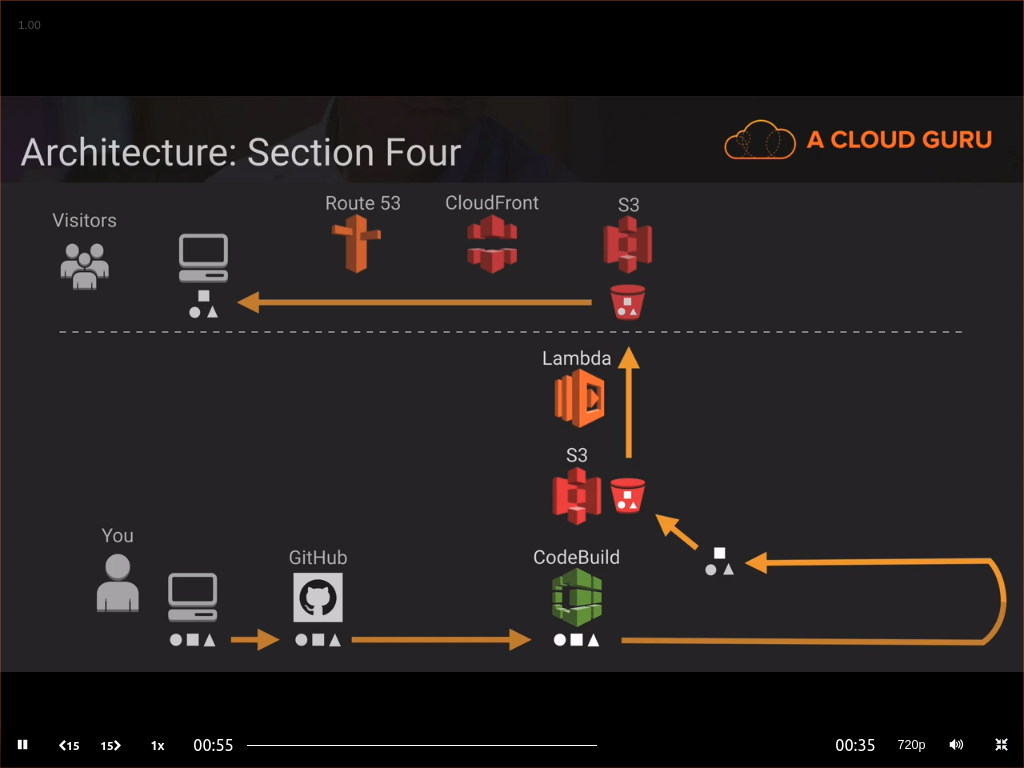 1.00
Architecture: Section Four
A CLOUD GURU
Visitors
Route 53
CloudFront
S3
Lambda
S3
You
GitHub
CodeBuild
15
15
1x
00:55
00:35
720p